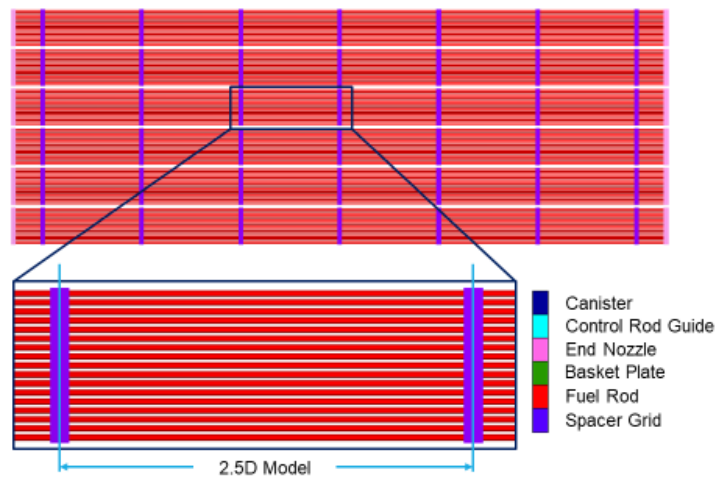 Canister
Control Rod Guide
End Nozzle
Basket Plate
Fuel Rod
Spacer Grid
2.5D Model